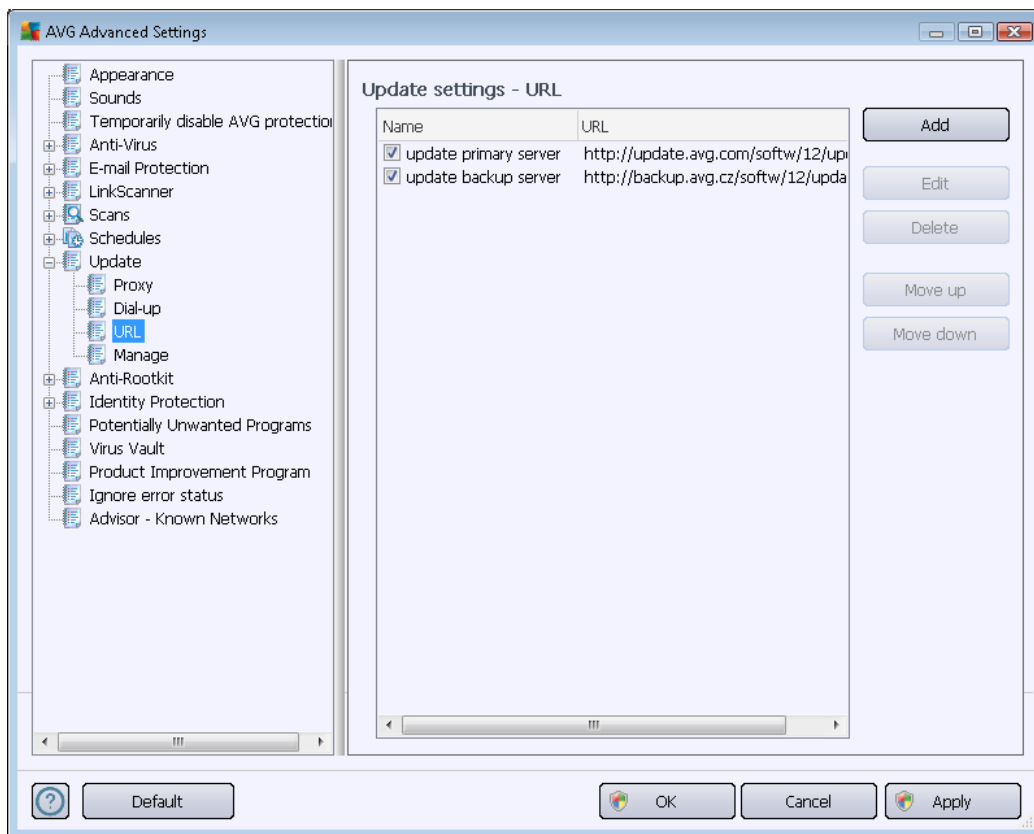 AVG Advanced Settings
Appearance
Sounds
Temporarily disable AVG protection
Anti-Virus
E-mail Protection
LinkScanner
Scans
Schedules
Update
Proxy
Dial-up
URL
Manage
Anti-Rootkit
Identity Protection
Potentially Unwanted Programs
Virus Vault
Product Improvement Program
Ignore error status
Advisor - Known Networks
Update settings - URL
Name URL
update primary server http://update.avg.com/softw/12/up
update backup server http://backup.avg.cz/softw/12/upda
Add
Edit
Delete
Move up
Move down
?
Default
OK
Cancel
Apply